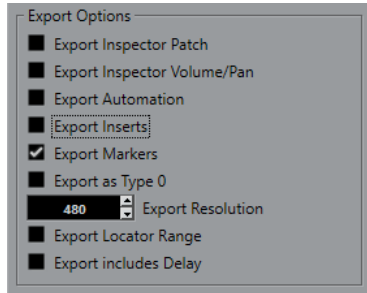 Export Options
Export Inspector Patch
Export Inspector Volume/Pan
Export Automation
Export Inserts
Export Markers
Export as Type 0
480 Export Resolution
Export Locator Range
Export includes Delay